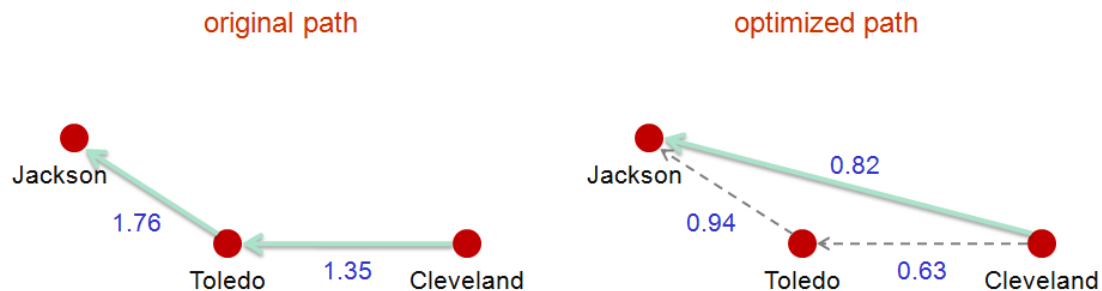 original path
optimized path
Jackson
1.76
Toledo
1.35
Cleveland
Jackson
0.82
0.94
Toledo
0.63
Cleveland